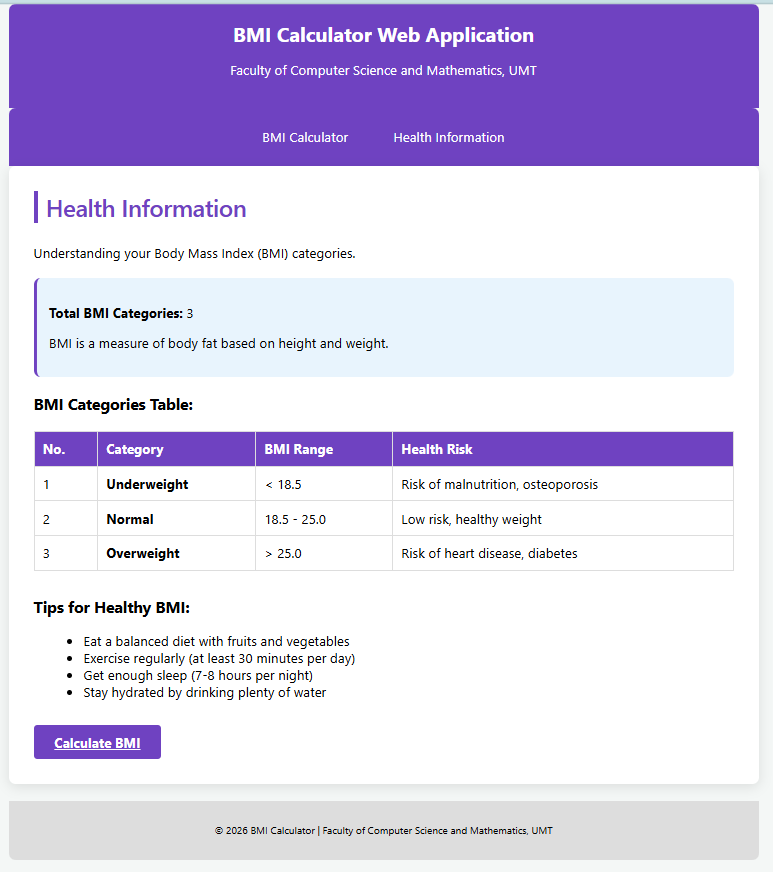 BMI Calculator Web Application
Faculty of Computer Science and Mathematics, UMT
BMI Calculator Health Information
Health Information
Understanding your Body Mass Index (BMI) categories.
Total BMI Categories: 3
BMI is a measure of body fat based on height and weight.
BMI Categories Table:
No. Category BMI Range Health Risk
1 Underweight < 18.5 Risk of malnutrition, osteoporosis
2 Normal 18.5 - 25.0 Low risk, healthy weight
3 Overweight > 25.0 Risk of heart disease, diabetes
Tips for Healthy BMI:
• Eat a balanced diet with fruits and vegetables
• Exercise regularly (at least 30 minutes per day)
• Get enough sleep (7-8 hours per night)
• Stay hydrated by drinking plenty of water
Calculate BMI
© 2026 BMI Calculator | Faculty of Computer Science and Mathematics, UMT